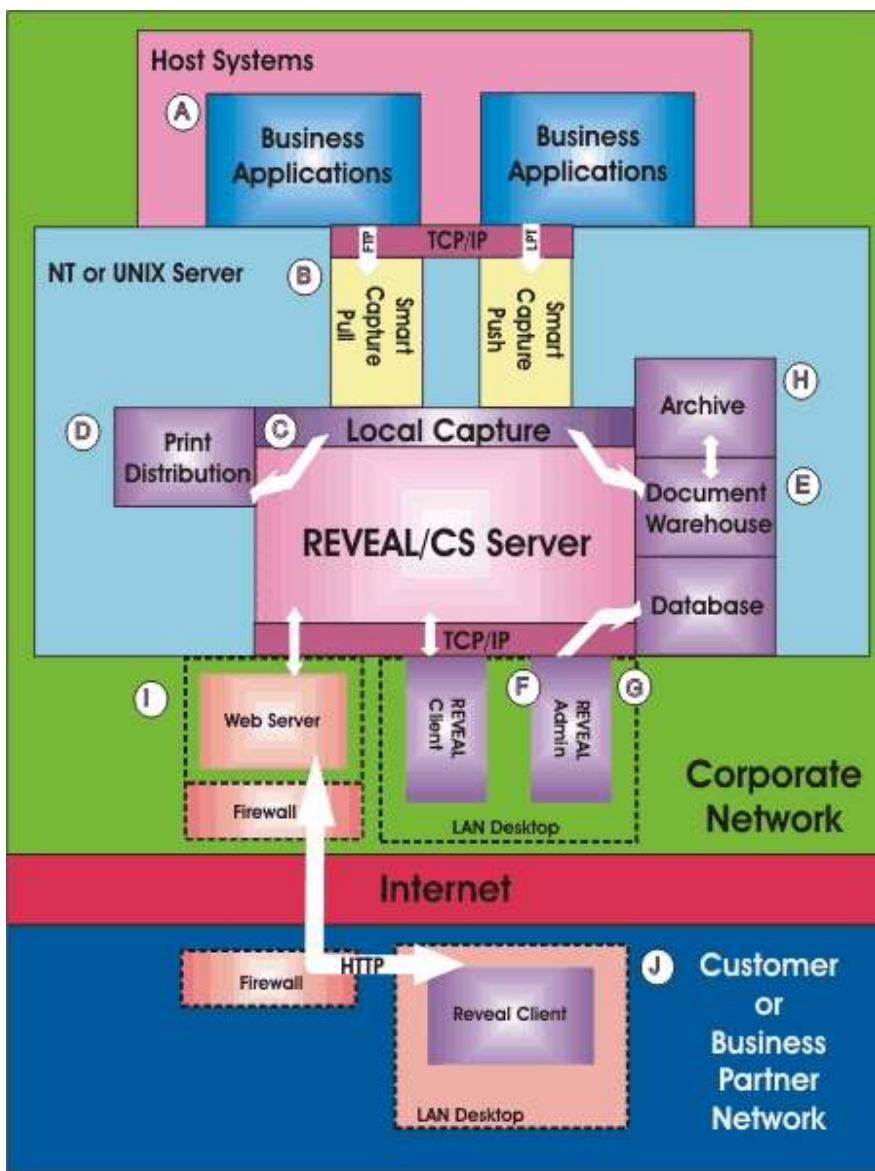 Host Systems
A
Business
Applications
Business
Applications
NT or UNIX Server
B
FTP
TCP/IP
LPT
Smart
Capture
Pull
Smart
Capture
Push
H
Archive
D
Print
Distribution
C
Local Capture
E
Document
Warehouse
REVEAL/CS Server
Database
TCP/IP
I
Web Server
REVEAL
Client
F
REVEAL
Admin
G
Firewall
LAN Desktop
Corporate
Network
Internet
Firewall
HTTP
Reveal Client
LAN Desktop
J
Customer
or
Business
Partner
Network